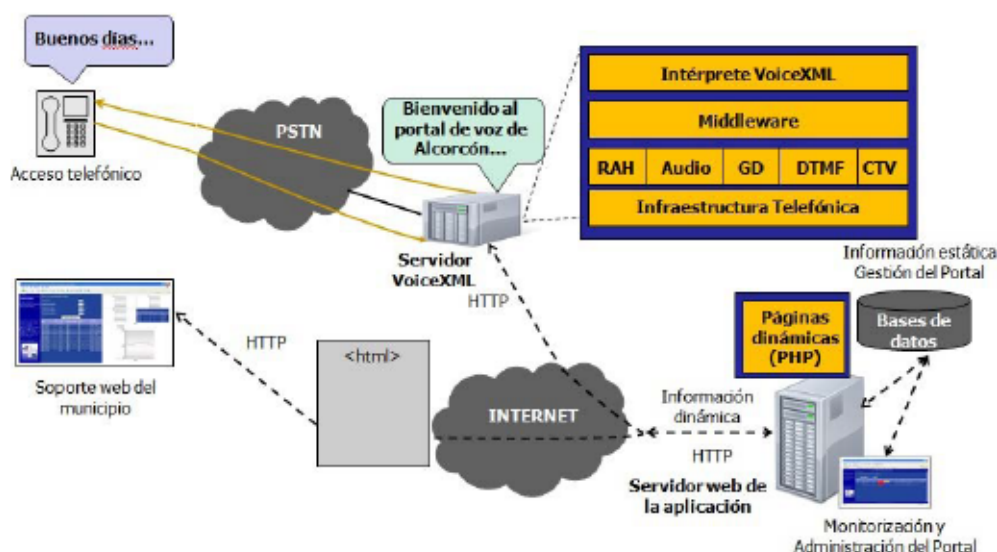 Buenos días...
Acceso telefónico
PSTN
Bienvenido al
portal de voz de
Alcorcón...
Servidor
VoiceXML
Intérprete VoiceXML
Middleware
RAH
Audio
GD
DTMF
CTV
Infraestructura Telefónica
Información estática
Gestión del Portal
HTTP
HTTP
Soporte web del
municipio
<html>
INTERNET
Páginas
dinámicas
(PHP)
Bases de
datos
Información
dinámica
HTTP
Servidor web de
la aplicación
Monitorización y
Administración del Portal